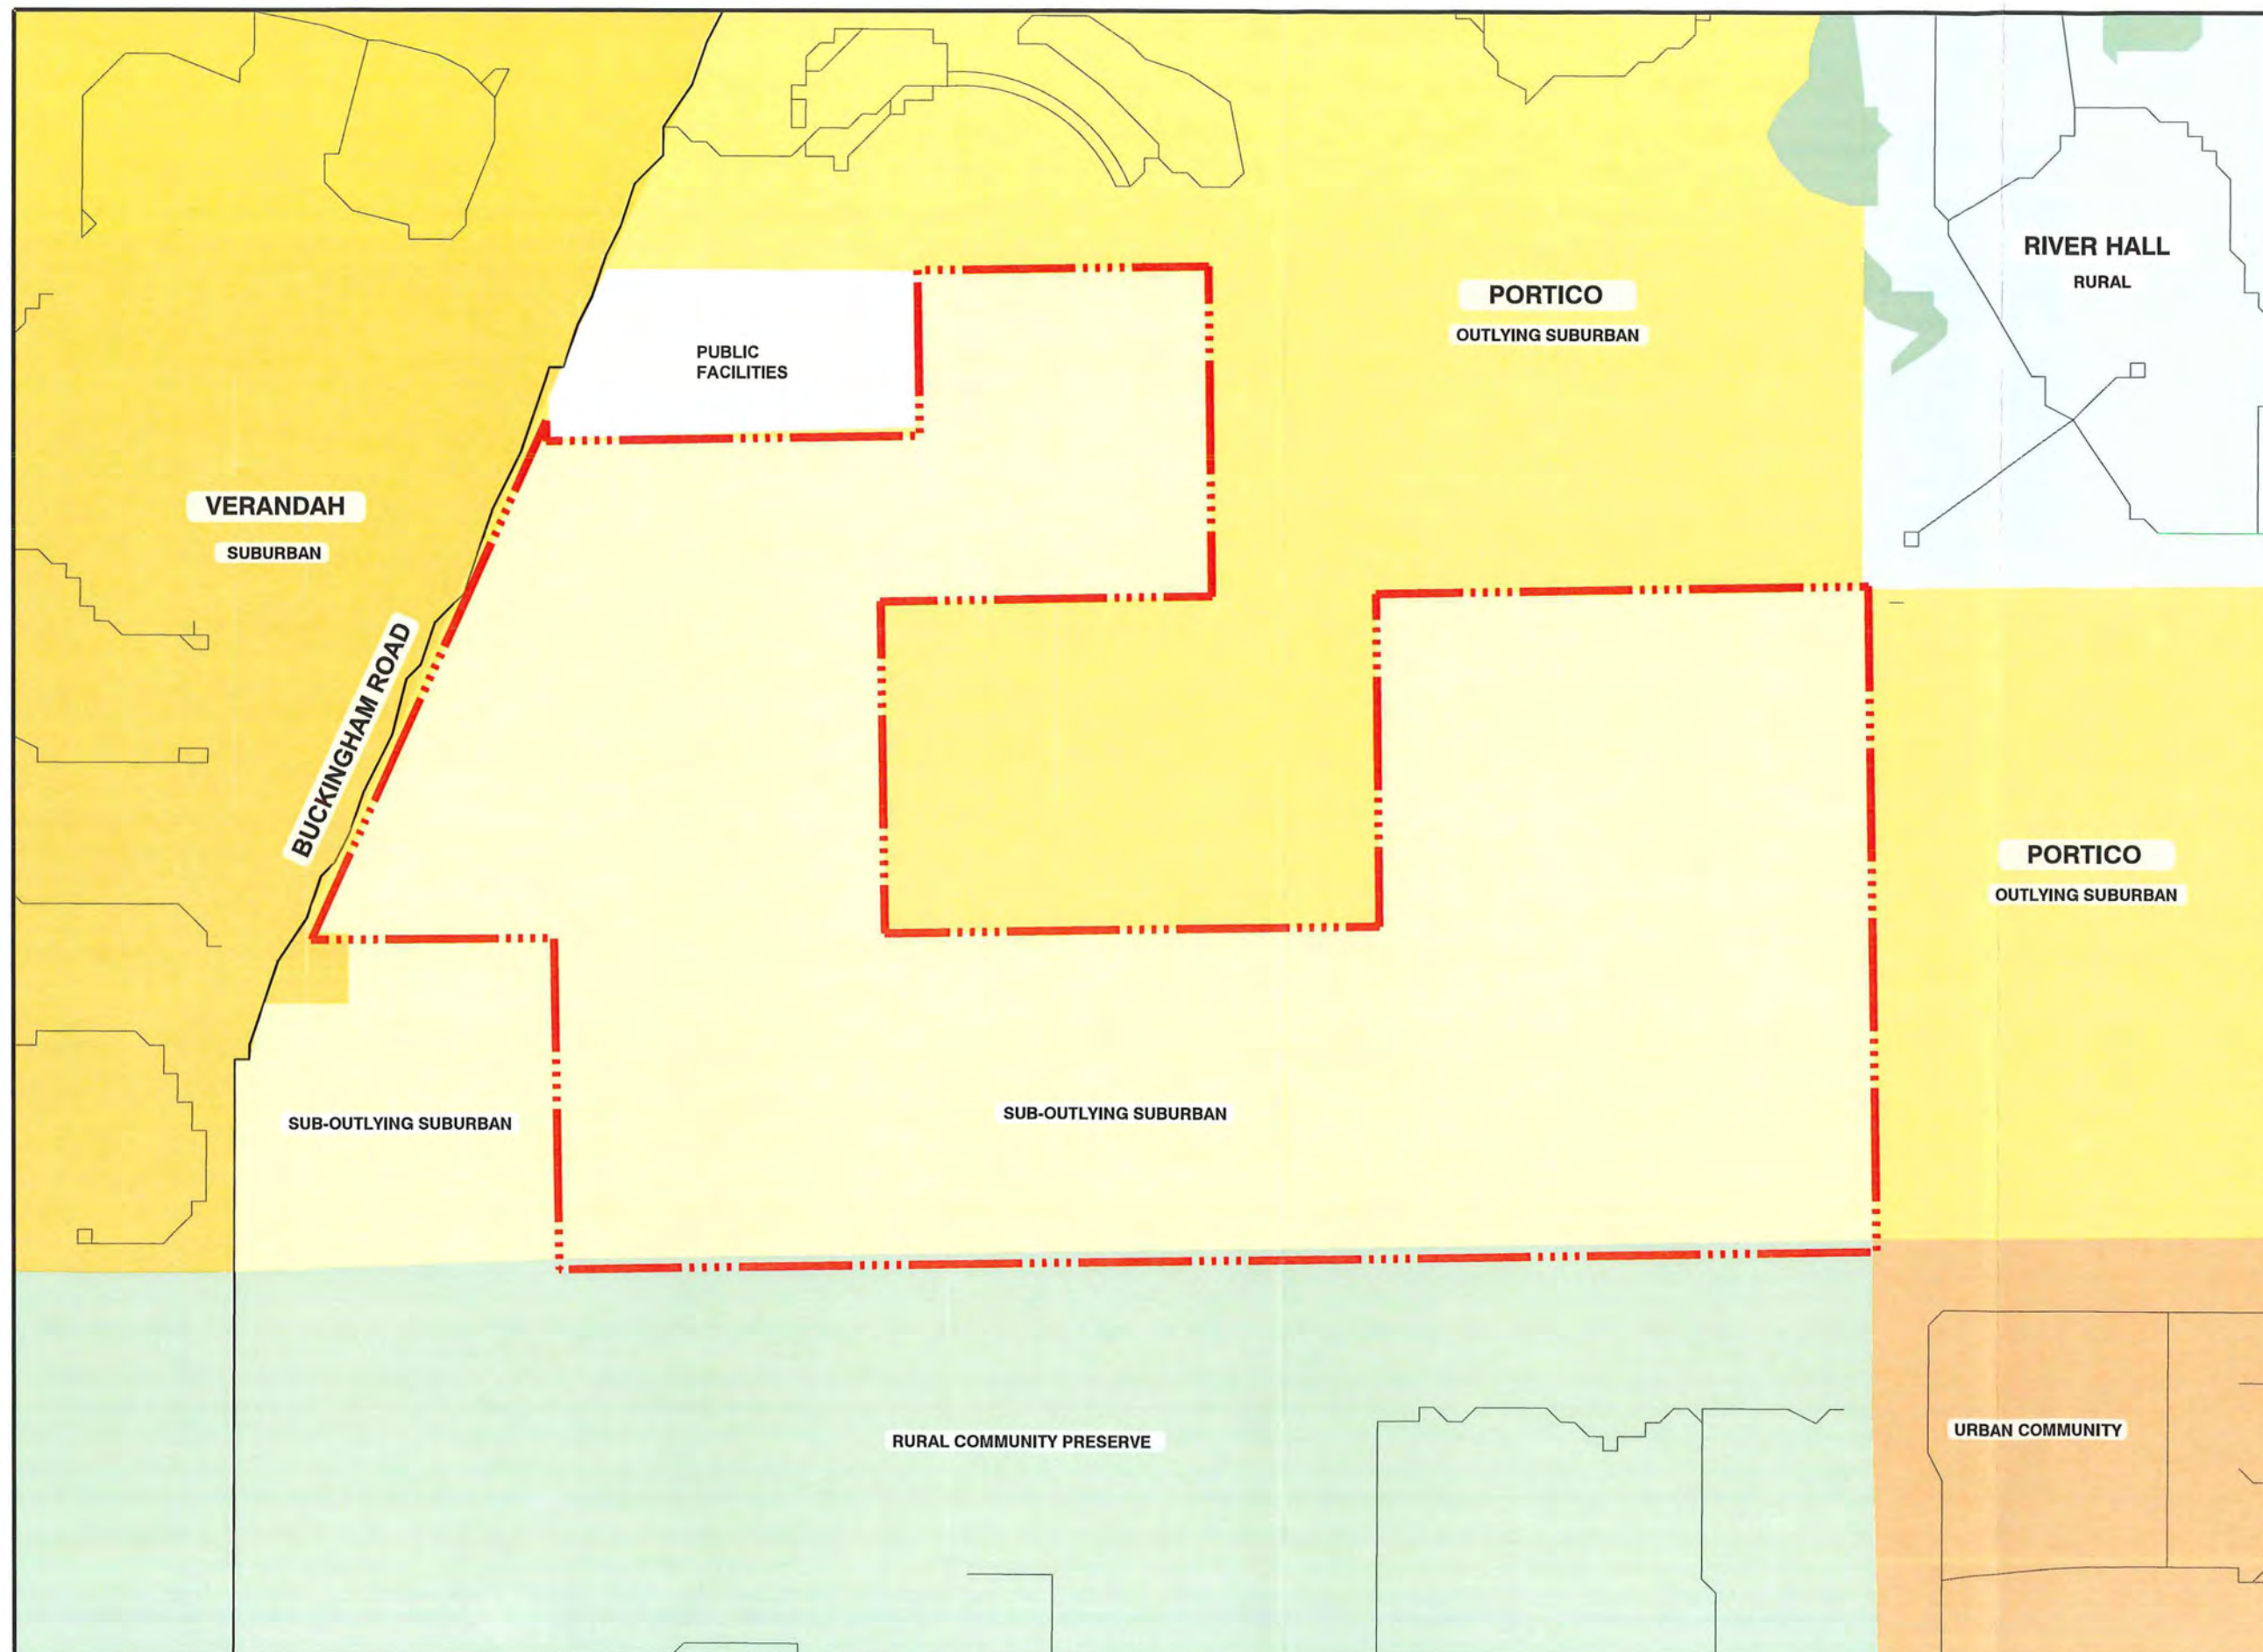 RIVER HALL
RURAL
PORTICO
OUTLYING SUBURBAN
PUBLIC
FACILITIES
VERANDAH
SUBURBAN
BUCKINGHAM ROAD
PORTICO
OUTLYING SUBURBAN
SUB-OUTLYING SUBURBAN
SUB-OUTLYING SUBURBAN
RURAL COMMUNITY PRESERVE
URBAN COMMUNITY